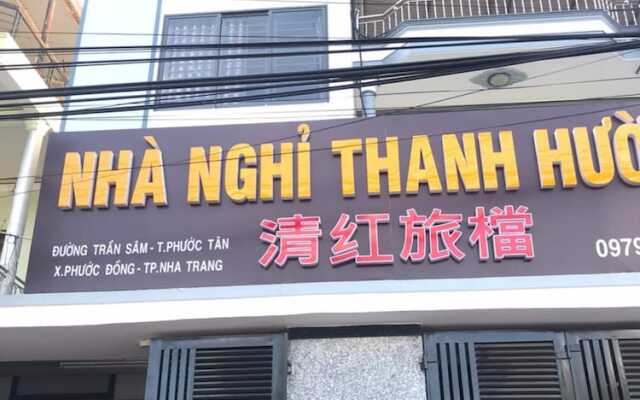 NHÀ NGHỈ THANH HƯỜ
清红旅檔
ĐƯỜNG TRẦN SÂM - T.PHƯỚC TÂN
X.PHƯỚC ĐỒNG - TP.NHA TRANG
0979